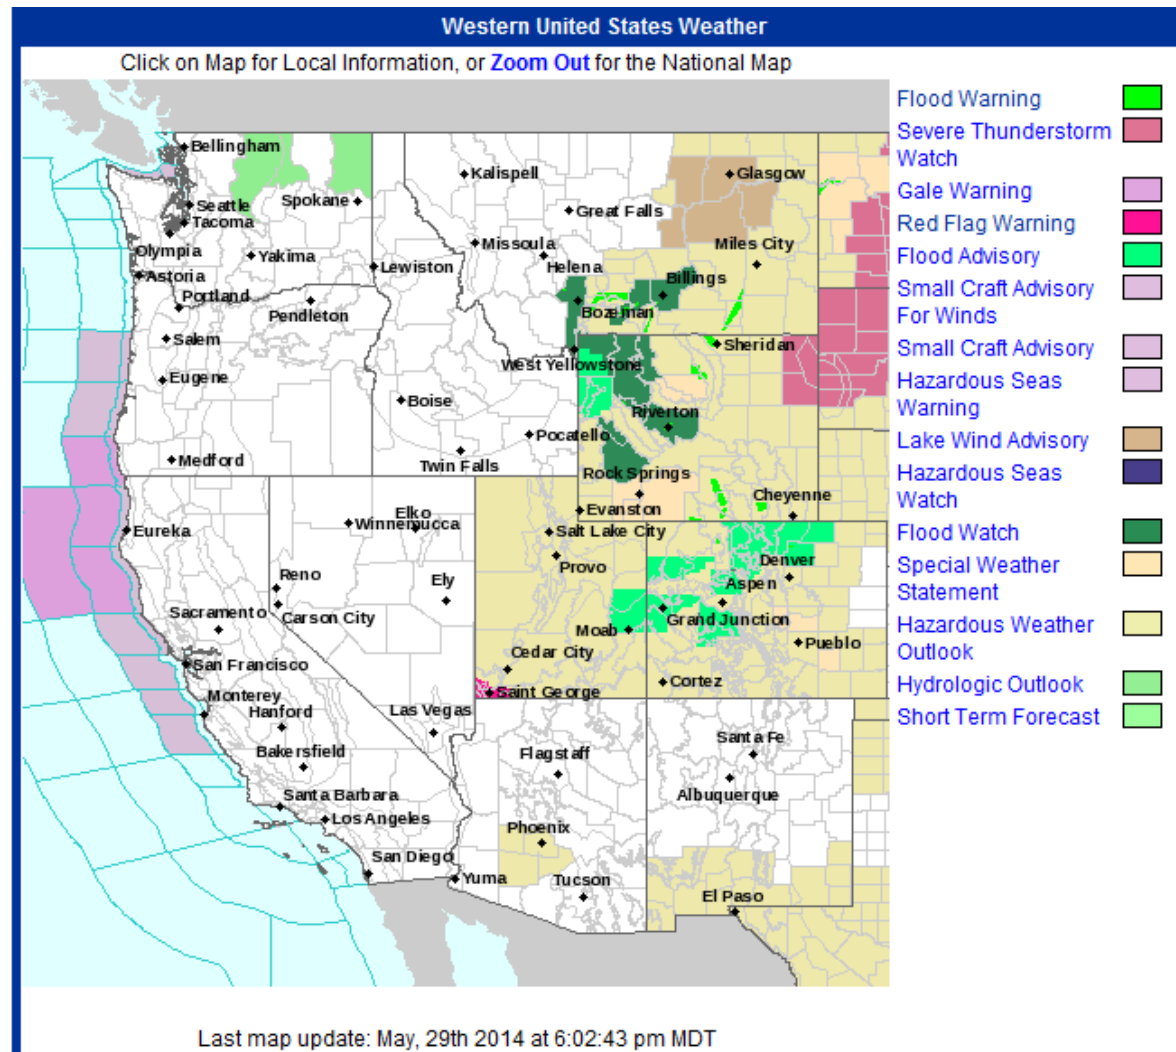 Western United States Weather
Click on Map for Local Information, or Zoom Out for the National Map
Flood Warning
Severe Thunderstorm
Watch
Gale Warning
Red Flag Warning
Flood Advisory
Small Craft Advisory
For Winds
Small Craft Advisory
Hazardous Seas
Warning
Lake Wind Advisory
Hazardous Seas
Watch
Flood Watch
Special Weather
Statement
Hazardous Weather
Outlook
Hydrologic Outlook
Short Term Forecast
Bellingham
Kalispell
Glasgow
Seattle
Spokane
Great Falls
Tacoma
Olympia
Yakima
Missoula
Miles City
Astoria
Lewiston
Helena
Billings
Portland
Pendleton
Bozeman
Salem
Sheridan
West Yellowstone
Eugene
Boise
Riverton
Pocatello
Medford
Twin Falls
Rock Springs
Cheyenne
Elko
Evanston
Eureka
Winnemucca
Salt Lake City
Provo
Denver
Reno
Ely
Aspen
Sacramento
Carson City
Grand Junction
Moab
Pueblo
Cedar City
San Francisco
Cortez
Saint George
Monterey
Hanford
Las Vegas
Santa Fe
Bakersfield
Flagstaff
Santa Barbara
Albuquerque
Los Angeles
Phoenix
San Diego
Yuma
Tucson
El Paso
Last map update: May, 29th 2014 at 6:02:43 pm MDT